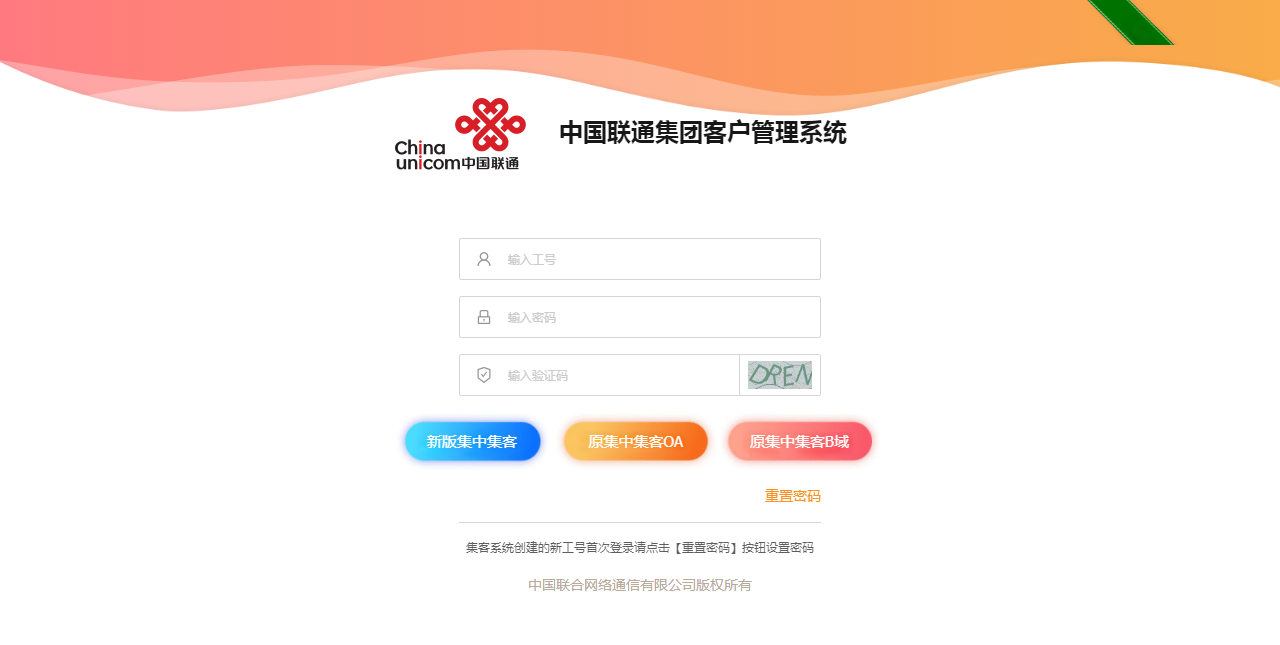 China
unicom中国联通
中国联通集团客户管理系统
输入工号
输入密码
输入验证码
DREN
新版集中集客
原集中集客OA
原集中集客B域
重置密码
集客系统创建的新工号首次登录请点击【重置密码】按钮设置密码
中国联合网络通信有限公司版权所有